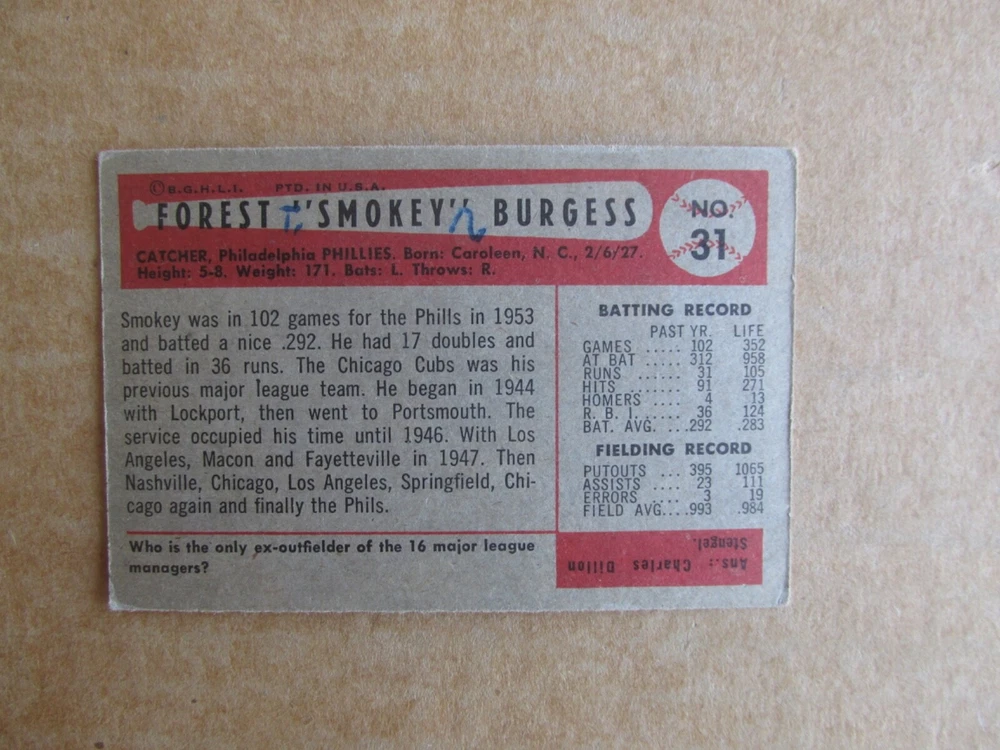 ©B.G.H.L.I. PTD. IN U.S.A.
FOREST "SMOKEY" BURGESS
NO. 31
CATCHER, Philadelphia PHILLIES. Born: Caroleen, N. C., 2/6/27.
Height: 5-8. Weight: 171. Bats: L. Throws: R.
Smokey was in 102 games for the Phills in 1953
and batted a nice .292. He had 17 doubles and
batted in 36 runs. The Chicago Cubs was his
previous major league team. He began in 1944
with Lockport, then went to Portsmouth. The
service occupied his time until 1946. With Los
Angeles, Macon and Fayetteville in 1947. Then
Nashville, Chicago, Los Angeles, Springfield, Chi-
cago again and finally the Phils.
BATTING RECORD
PAST YR. LIFE
GAMES ..... 102 352
AT BAT ..... 312 958
RUNS ...... 31 105
HITS ....... 91 271
HOMERS .... 4 13
R. B. I. ..... 36 124
BAT. AVG. ... .292 .283
FIELDING RECORD
PUTOUTS ... 395 1065
ASSISTS .... 23 111
ERRORS .... 3 19
FIELD AVG. ... .993 .984
Who is the only ex-outfielder of the 16 major league
managers?
Ans.: Charles Dillon
Stengel.